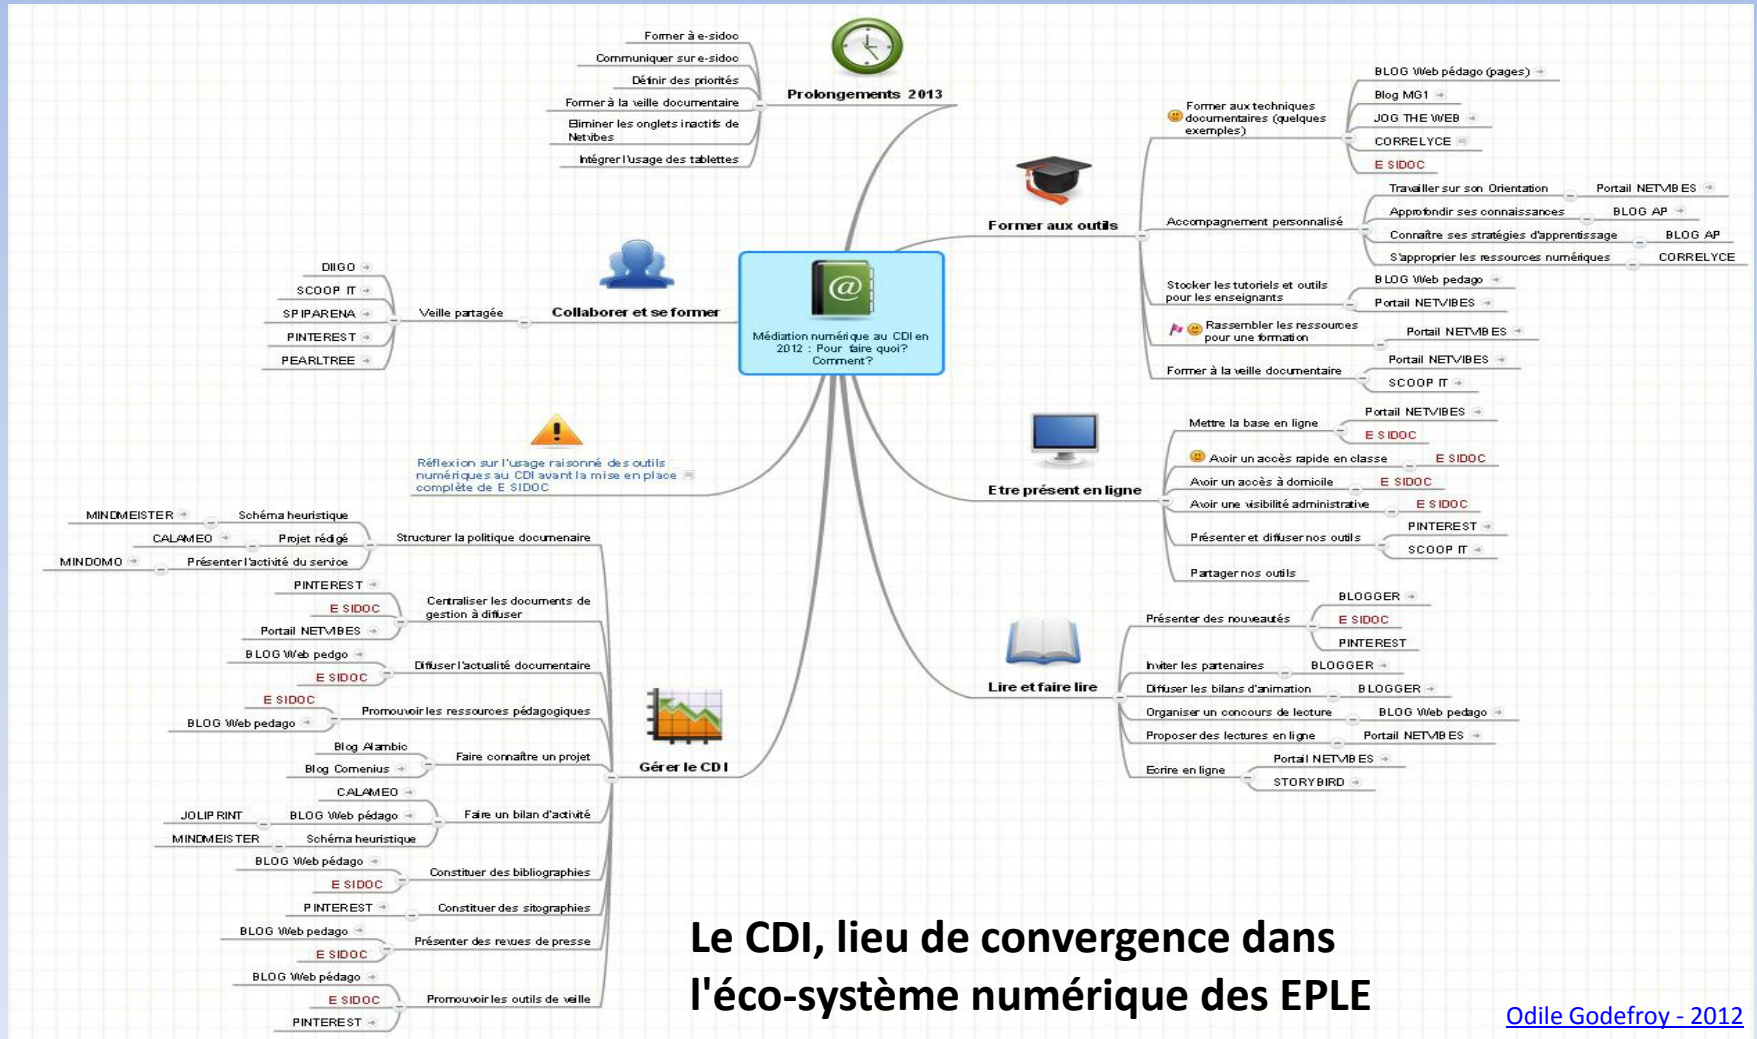 Former à e-sidoc
Communiquer sur e-sidoc
Définir des priorités
Former à la veille documentaire
Eliminer les onglets inactifs de
Netvibes
Intégrer l'usage des tablettes
Prolongements 2013
Former aux outils
Former aux techniques
documentaires (quelques
exemples)
BLOG Web pédago (pages)
Blog MG1
JOG THE WEB
CORRELYCE
E SIDOC
Accompagnement personnalisé
Travailler sur son Orientation
Portail NETVIBES
Approfondir ses connaissances
BLOG AP
Connaître ses stratégies d'apprentissage
BLOG AP
S'approprier les ressources numériques
CORRELYCE
Stocker les tutoriels et outils
pour les enseignants
BLOG Web pedago
Portail NETVIBES
Rassembler les ressources
pour une formation
Portail NETVIBES
Former à la veille documentaire
Portail NETVIBES
SCOOP IT
@
Médiation numérique au CDI en
2012 : Pour faire quoi?
Comment?
Collaborer et se former
Veille partagée
DIIGO
SCOOP IT
SPIPARENA
PINTEREST
PEARLTREE
Réflexion sur l'usage raisonné des outils
numériques au CDI avant la mise en place
complète de E SIDOC
Etre présent en ligne
Mettre la base en ligne
Portail NETVIBES
E SIDOC
Avoir un accès rapide en classe
E SIDOC
Avoir un accès à domicile
E SIDOC
Avoir une visibilité administrative
E SIDOC
Présenter et diffuser nos outils
PINTEREST
SCOOP IT
Partager nos outils
Lire et faire lire
Présenter des nouveautés
BLOGGER
E SIDOC
PINTEREST
Inviter les partenaires
BLOGGER
Diffuser les bilans d'animation
BLOGGER
Organiser un concours de lecture
BLOG Web pedago
Proposer des lectures en ligne
Portail NETVIBES
Ecrire en ligne
Portail NETVIBES
STORYBIRD
Gérer le CDI
Structurer la politique documenaire
Schéma heuristique
MINDMEISTER
Projet rédigé
CALAMEO
Présenter l'activité du service
MINDOMO
Centraliser les documents de
gestion à diffuser
PINTEREST
E SIDOC
Portail NETVIBES
Diffuser l'actualité documentaire
BLOG Web pedgo
E SIDOC
Promouvoir les ressources pédagogiques
E SIDOC
BLOG Web pedago
Faire connaître un projet
Blog Alambic
Blog Comenius
Faire un bilan d'activité
CALAMEO
BLOG Web pédago
JOLIPRINT
Schéma heuristique
MINDMEISTER
Constituer des bibliographies
BLOG Web pédago
E SIDOC
Constituer des sitographies
PINTEREST
Présenter des revues de presse
BLOG Web pedago
E SIDOC
Promouvoir les outils de veille
BLOG Web pédago
E SIDOC
PINTEREST
Le CDI, lieu de convergence dans
l'éco-système numérique des EPLE
Odile Godefroy - 2012